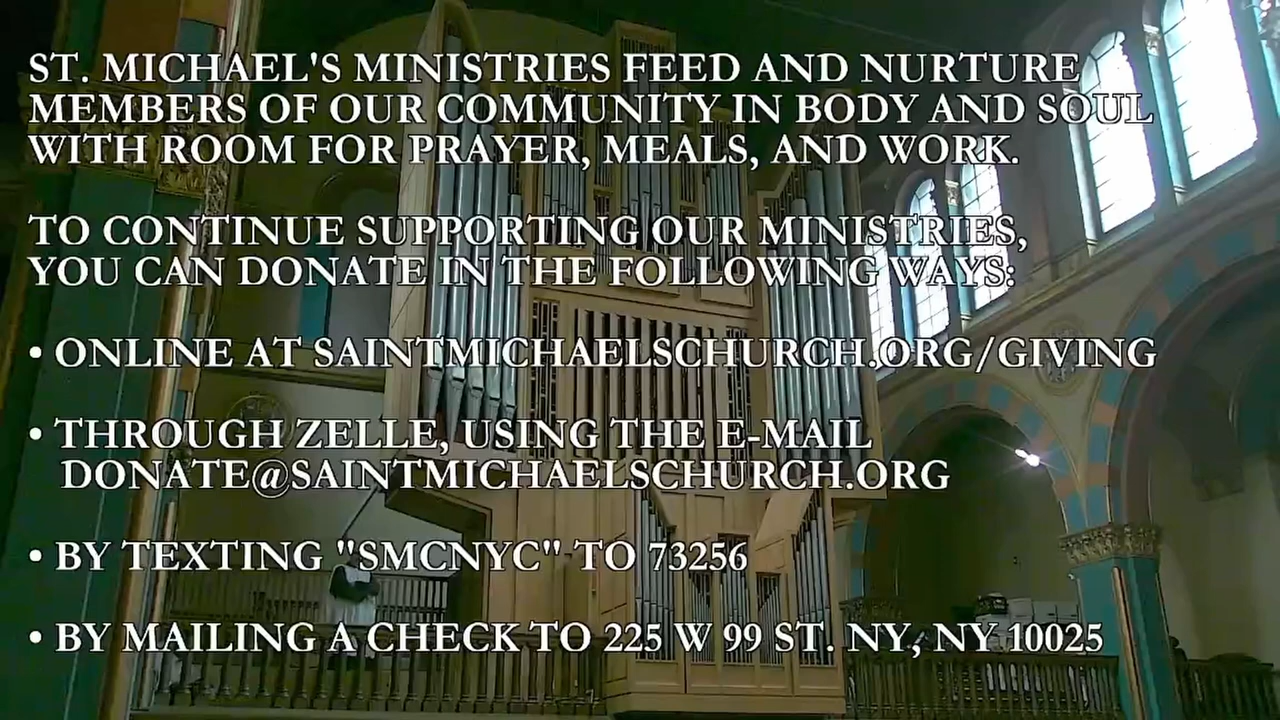 ST. MICHAEL'S MINISTRIES FEED AND NURTURE
MEMBERS OF OUR COMMUNITY IN BODY AND SOUL
WITH ROOM FOR PRAYER, MEALS, AND WORK.
TO CONTINUE SUPPORTING OUR MINISTRIES,
YOU CAN DONATE IN THE FOLLOWING WAYS:
• ONLINE AT SAINTMICHAELSCHURCH.ORG/GIVING
• THROUGH ZELLE, USING THE E-MAIL
DONATE@SAINTMICHAELSCHURCH.ORG
• BY TEXTING "SMCNYC" TO 73256
• BY MAILING A CHECK TO 225 W 99 ST. NY, NY 10025